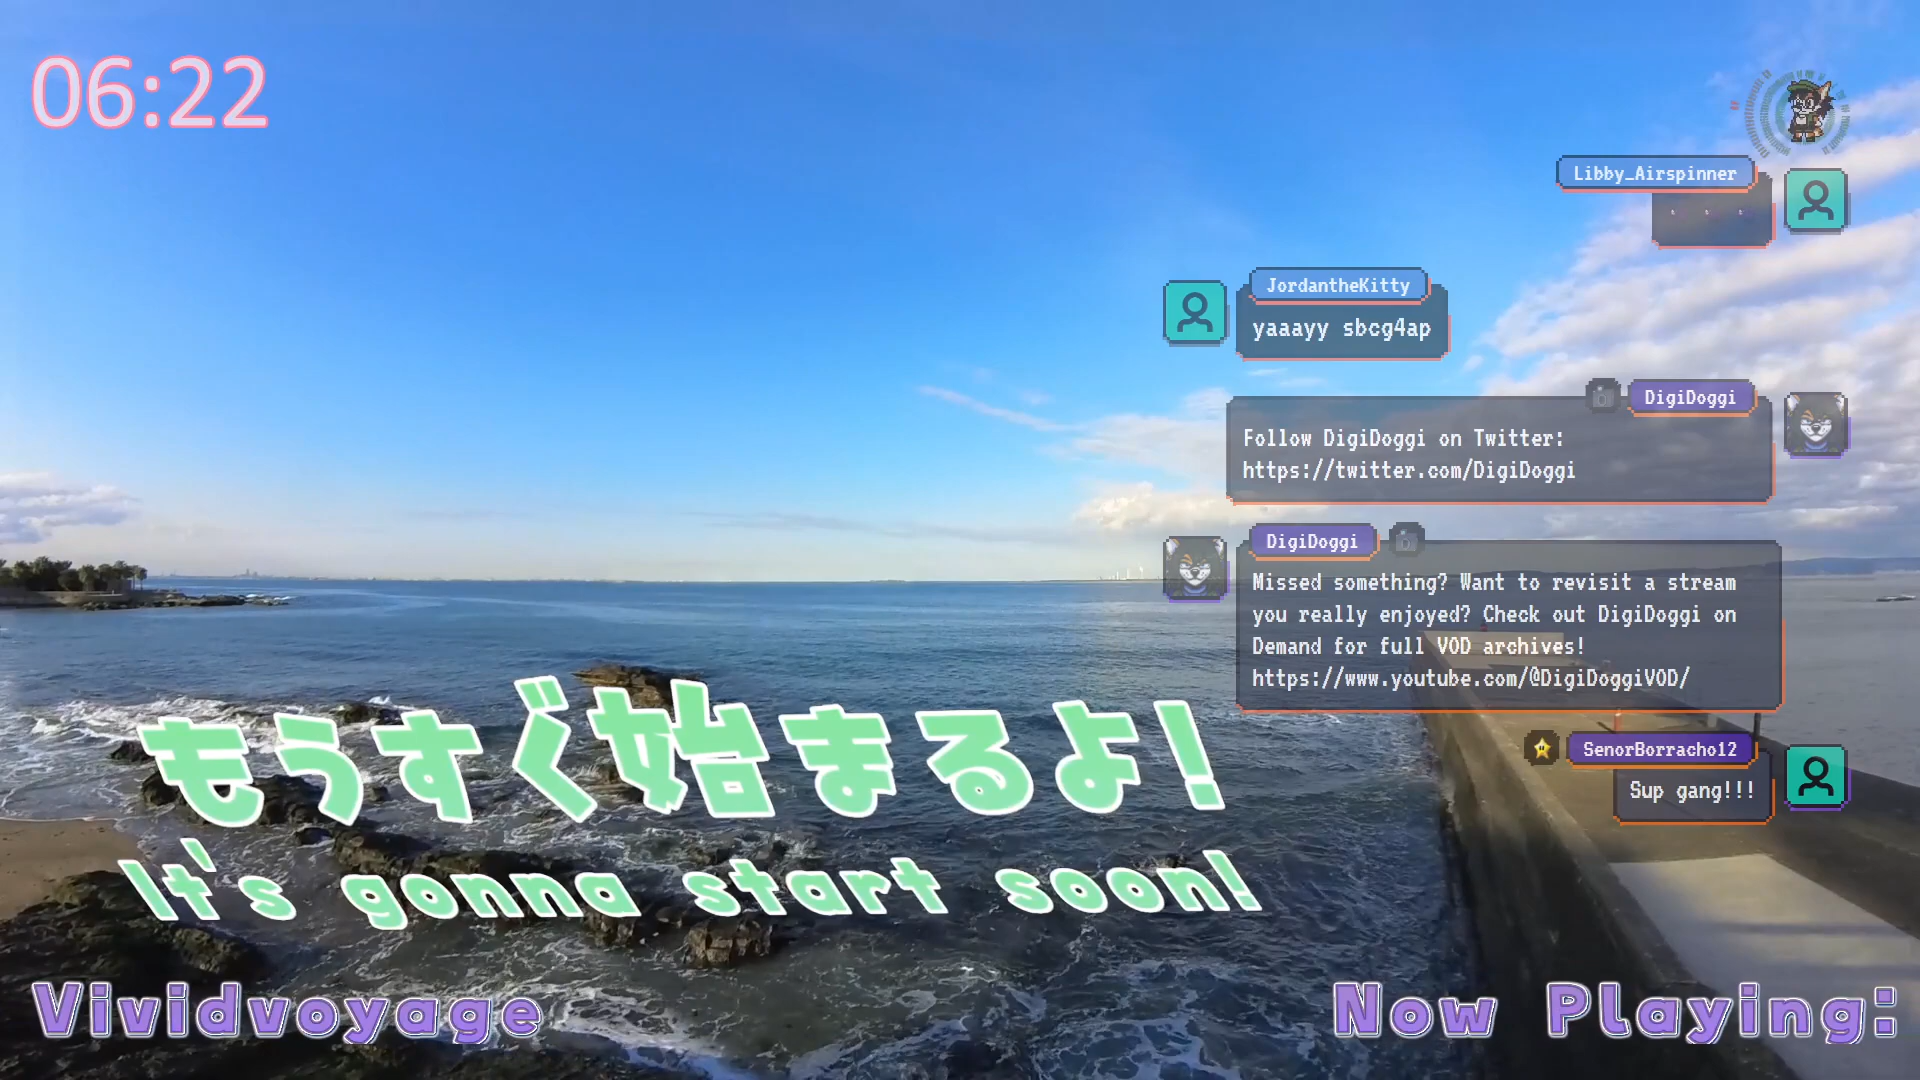 06:22
Libby_Airspinner
JordantheKitty
yaaayy sbcg4ap
DigiDoggi
Follow DigiDoggi on Twitter:
https://twitter.com/DigiDoggi
DigiDoggi
Missed something? Want to revisit a stream
you really enjoyed? Check out DigiDoggi on
Demand for full VOD archives!
https://www.youtube.com/@DigiDoggiVOD/
SenorBorracho12
Sup gang!!!
もうすぐ始まるよ!
It's gonna start soon!
Vividvoyage
Now Playing: